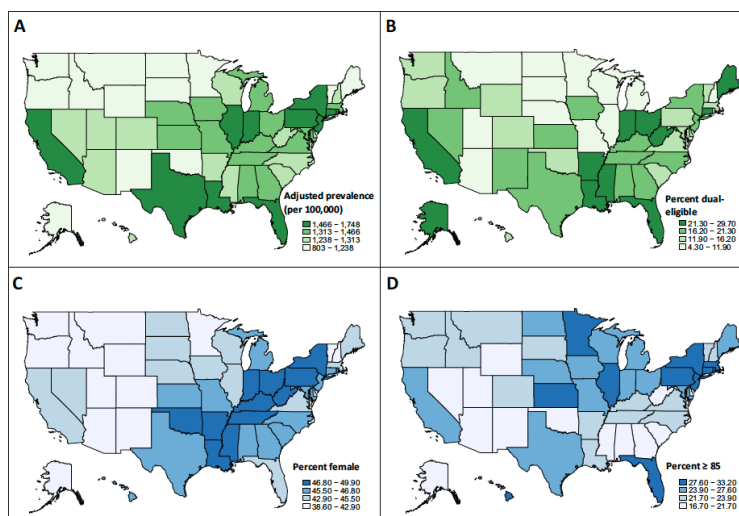 A
Adjusted prevalence
(per 100,000)
1,466 – 1,748
1,313 – 1,466
1,238 – 1,313
803 – 1,238
B
Percent dual-
eligible
21.30 – 29.70
16.20 – 21.30
11.90 – 16.20
4.30 – 11.90
C
Percent female
46.80 – 49.90
45.50 – 46.80
42.90 – 45.50
38.60 – 42.90
D
Percent ≥ 85
27.60 – 33.20
23.90 – 27.60
21.70 – 23.90
16.70 – 21.70